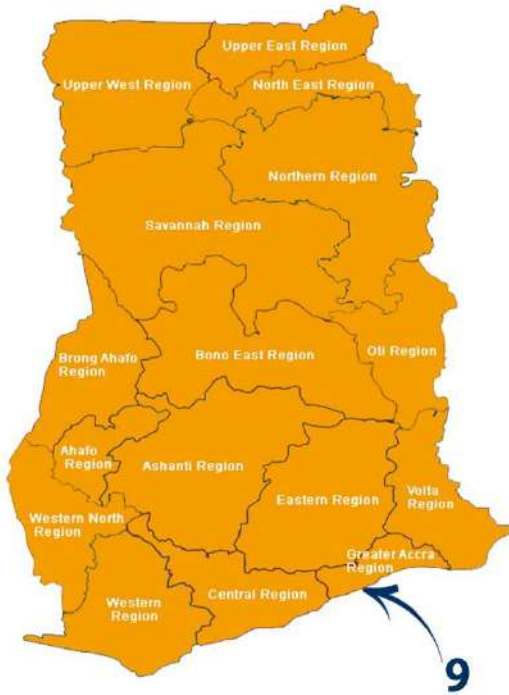 Upper East Region
Upper West Region
North East Region
Northern Region
Savannah Region
Brong Ahafo
Region
Bono East Region
Oti Region
Ahafo
Region
Ashanti Region
Eastern Region
Volta
Region
Western North
Region
Greater Accra
Region
Central Region
Western
Region
9